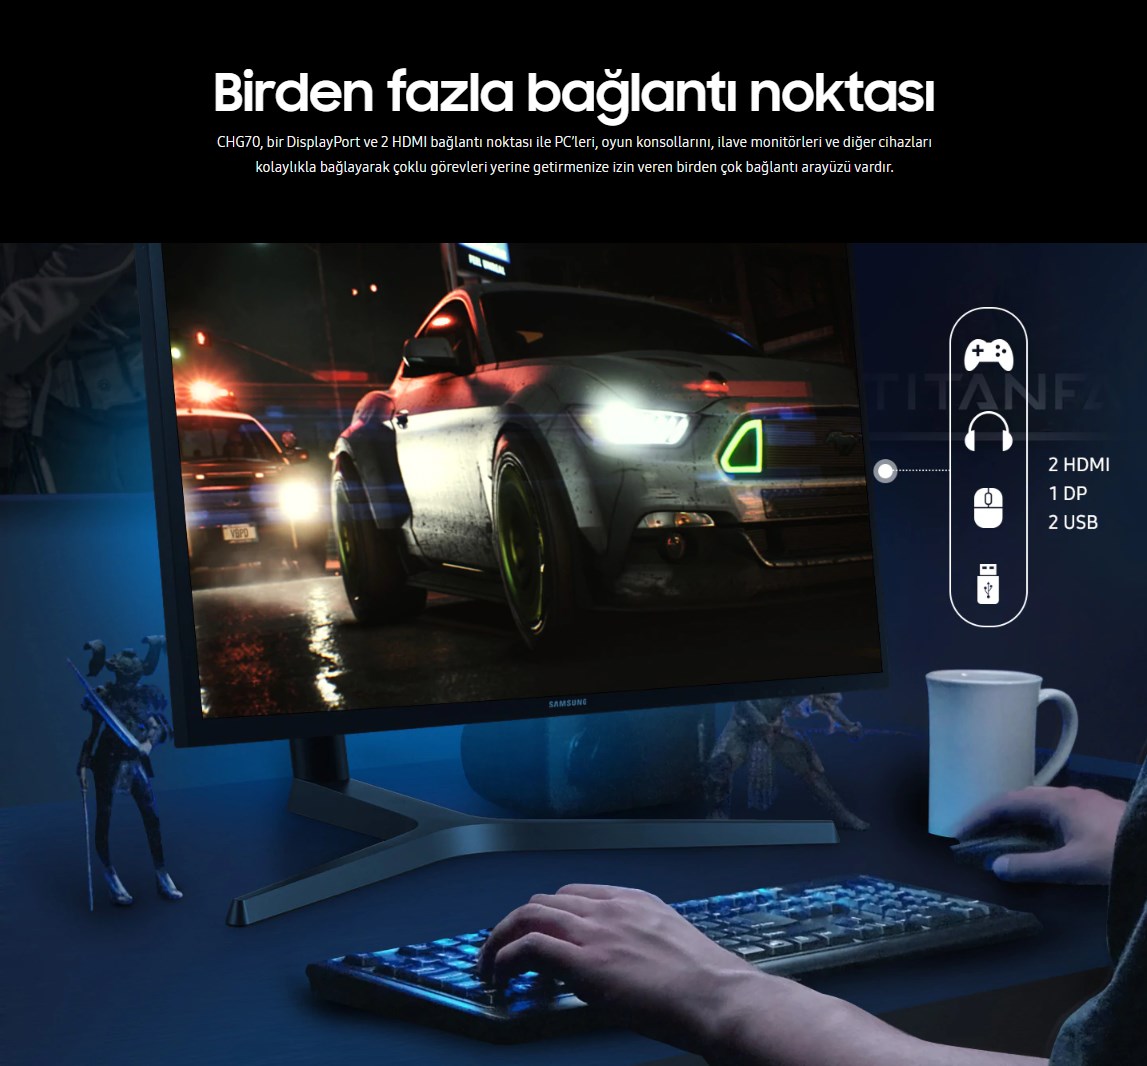 Birden fazla bağlantı noktası
CHG70, bir DisplayPort ve 2 HDMI bağlantı noktası ile PC’leri, oyun konsollarını, ilave monitörleri ve diğer cihazları
kolaylıkla bağlayarak çoklu görevleri yerine getirmenize izin veren birden çok bağlantı arayüzü vardır.
2 HDMI
1 DP
2 USB
SAMSUNG